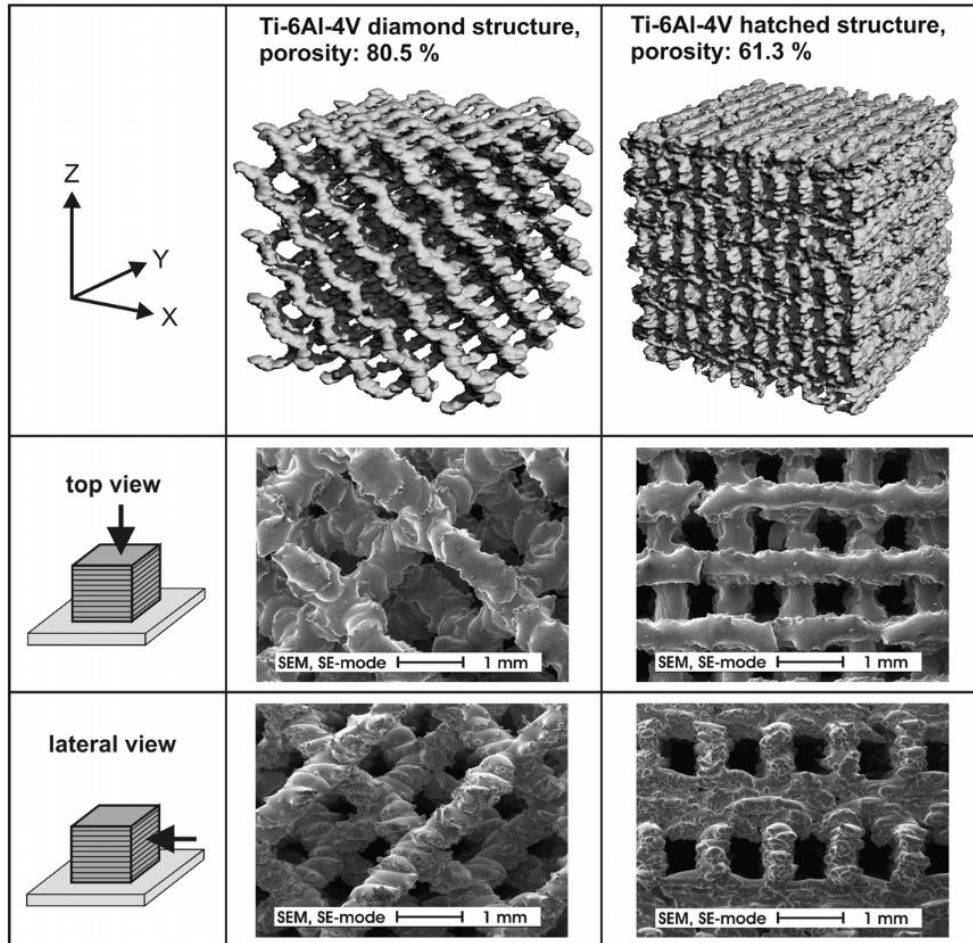 Ti-6Al-4V diamond structure,
porosity: 80.5 %
Ti-6Al-4V hatched structure,
porosity: 61.3 %
Z
Y
X
top view
SEM, SE-mode 1 mm
SEM, SE-mode 1 mm
lateral view
SEM, SE-mode 1 mm
SEM, SE-mode 1 mm